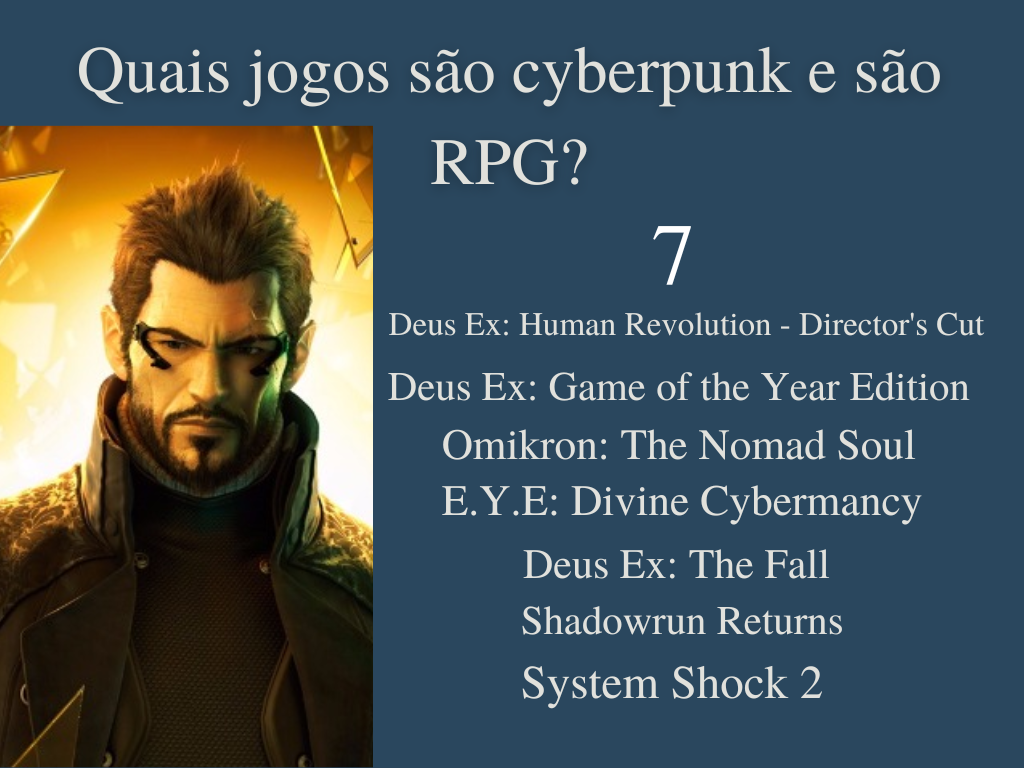 Quais jogos são cyberpunk e são
RPG?
7
Deus Ex: Human Revolution - Director's Cut
Deus Ex: Game of the Year Edition
Omikron: The Nomad Soul
E.Y.E: Divine Cybermancy
Deus Ex: The Fall
Shadowrun Returns
System Shock 2